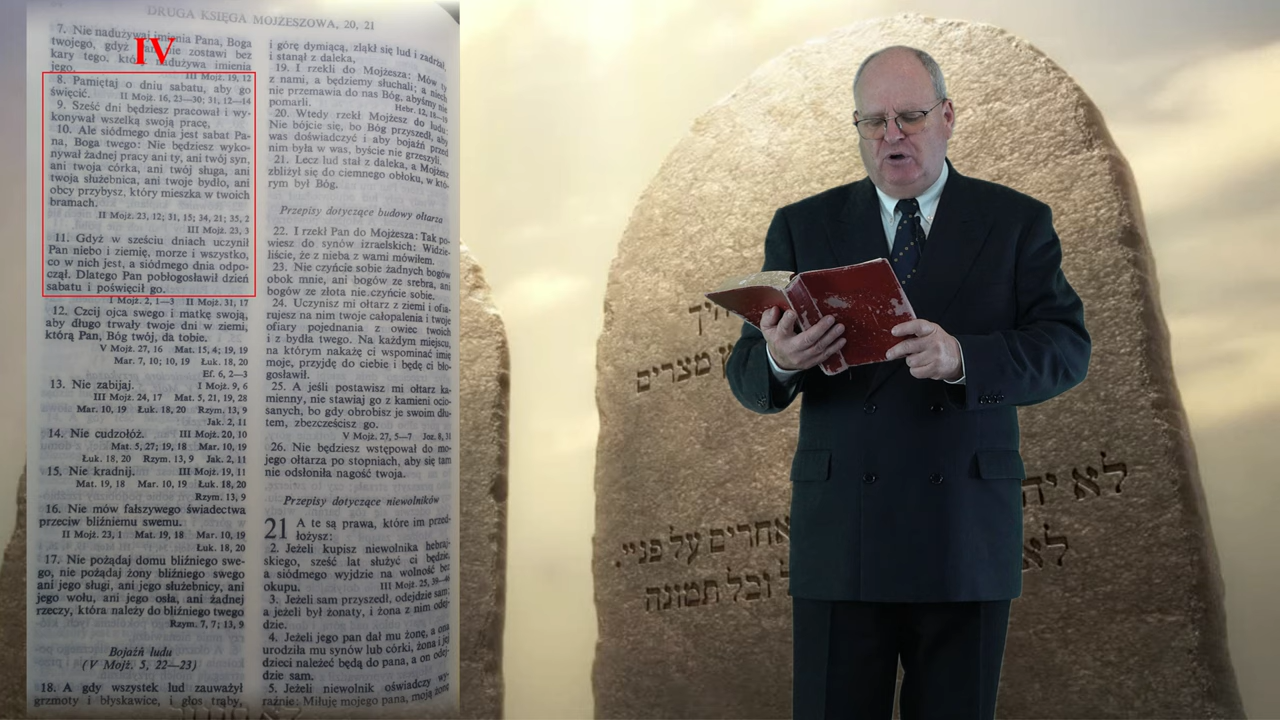 DRUGA KSIĘGA MOJŻESZOWA, 20, 21
IV
7. Nie nadużywaj imienia Pana, Boga
twojego, gdyż Pan nie zostawi bez
kary tego, który nadużywa imienia
jego.
III Mojż. 19, 12
8. Pamiętaj o dniu sabatu, aby go
święcić.
II Mojż. 16, 23—30; 31, 12—14
9. Sześć dni będziesz pracował i wy-
konywał wszelką swoją pracę,
10. Ale siódmego dnia jest sabat Pa-
na, Boga twego: Nie będziesz wyko-
nywał żadnej pracy ani ty, ani twój syn,
ani twoja córka, ani twój sługa, ani
twoja służebnica, ani twoje bydło, ani
obcy przybysz, który mieszka w twoich
bramach.
II Mojż. 23, 12; 31, 15; 34, 21; 35, 2
III Mojż. 23, 3
11. Gdyż w sześciu dniach uczynił
Pan niebo i ziemię, morze i wszystko,
co w nich jest, a siódmego dnia odpo-
czął. Dlatego Pan pobłogosławił dzień
sabatu i poświęcił go.
I Mojż. 2, 1—3 II Mojż. 31, 17
12. Czcij ojca swego i matkę swoją,
aby długo trwały twoje dni w ziemi,
którą Pan, Bóg twój, da tobie.
V Mojż. 27, 16 Mat. 15, 4; 19, 19
Mar. 7, 10; 10, 19 Łuk. 18, 20
Ef. 6, 2—3
13. Nie zabijaj. I Mojż. 9, 6
III Mojż. 24, 17 Mat. 5, 21, 19, 28
Mar. 10, 19 Łuk. 18, 20 Rzym. 13, 9
Jak. 2, 11
14. Nie cudzołóż. III Mojż. 20, 10
Mat. 5, 27; 19, 18 Mar. 10, 19
Łuk. 18, 20 Rzym. 13, 9 Jak. 2, 11
15. Nie kradnij. III Mojż. 19, 11
Mat. 19, 18 Mar. 10, 19 Łuk. 18, 20
Rzym. 13, 9
16. Nie mów fałszywego świadectwa
przeciw bliźniemu swemu.
II Mojż. 23, 1 Mat. 19, 18 Mar. 10, 19
Łuk. 18, 20
17. Nie pożądaj domu bliźniego swe-
go, nie pożądaj żony bliźniego swego
ani jego sługi, ani jego służebnicy, ani
jego wołu, ani jego osła, ani żadnej
rzeczy, która należy do bliźniego twego
Rzym. 7, 7; 13, 9
Bojaźń ludu
(V Mojż. 5, 22—23)
18. A gdy wszystek lud zauważył
grzmoty i błyskawice, i głos trąby,
i górę dymiącą, zląkł się lud i zadrżał
i stanął z daleka,
19. I rzekli do Mojżesza: Mów ty
z nami, a będziemy słuchali; a niech
nie przemawia do nas Bóg, abyśmy nie
pomarli.
Hebr. 12, 18—19
20. Wtedy rzekł Mojżesz do ludu:
Nie bójcie się, bo Bóg przyszedł, aby
was doświadczyć i aby bojaźń przed
nim była w was, byście nie grzeszyli.
21. Lecz lud stał z daleka, a Mojżesz
zbliżył się do ciemnego obłoku, w któ-
rym był Bóg.
Przepisy dotyczące budowy ołtarza
22. I rzekł Pan do Mojżesza: Tak po-
wiesz do synów izraelskich: Widzie-
liście, że z nieba z wami mówiłem.
23. Nie czyńcie sobie żadnych bogów
obok mnie, ani bogów ze srebra, ani
bogów ze złota nie czyńcie sobie.
24. Uczynisz mi ołtarz z ziemi i ofia-
rujesz na nim twoje całopalenia i twoje
ofiary pojednania z owiec twoich
i z bydła twego. Na każdym miejscu,
na którym nakażę ci wspominać imię
moje, przyjdę do ciebie i będę ci bło-
gosławił.
25. A jeśli postawisz mi ołtarz ka-
mienny, nie stawiaj go z kamieni ocio-
sanych, bo gdy obrobisz je swoim dłu-
tem, zbezcześcisz go.
V Mojż. 27, 5—7 Joz. 8, 31
26. Nie będziesz wstępował do mo-
jego ołtarza po stopniach, aby się tam
nie odsłoniła nagość twoja.
Przepisy dotyczące niewolników
21 A te są prawa, które im przed-
łożysz:
2. Jeżeli kupisz niewolnika hebraj-
skiego, sześć lat służyć ci będzie,
a siódmego wyjdzie na wolność bez
okupu.
III Mojż. 25, 39—46
3. Jeżeli sam przyszedł, odejdzie sam;
a jeżeli był żonaty, i żona z nim odej-
dzie.
4. Jeżeli jego pan dał mu żonę, a ona
urodziła mu synów lub córki, żona i jej
dzieci należeć będą do pana, a on odej-
dzie sam.
5. Jeżeli niewolnik oświadczy wy-
raźnie: Miłuję mojego pana, moją żonę
מצרים
לא
אחרים על פני״.
לא
וכל תמונה